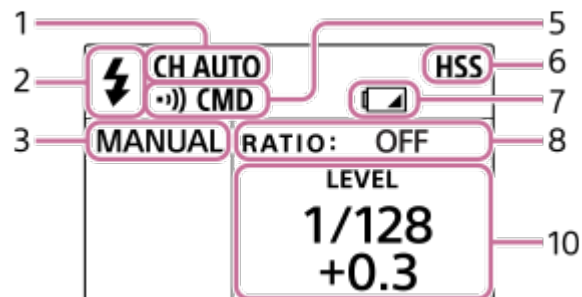 1 5
CH AUTO HSS 6
2 CMD 7
3 MANUAL RATIO: OFF 8
LEVEL
1/128
+0.3 10